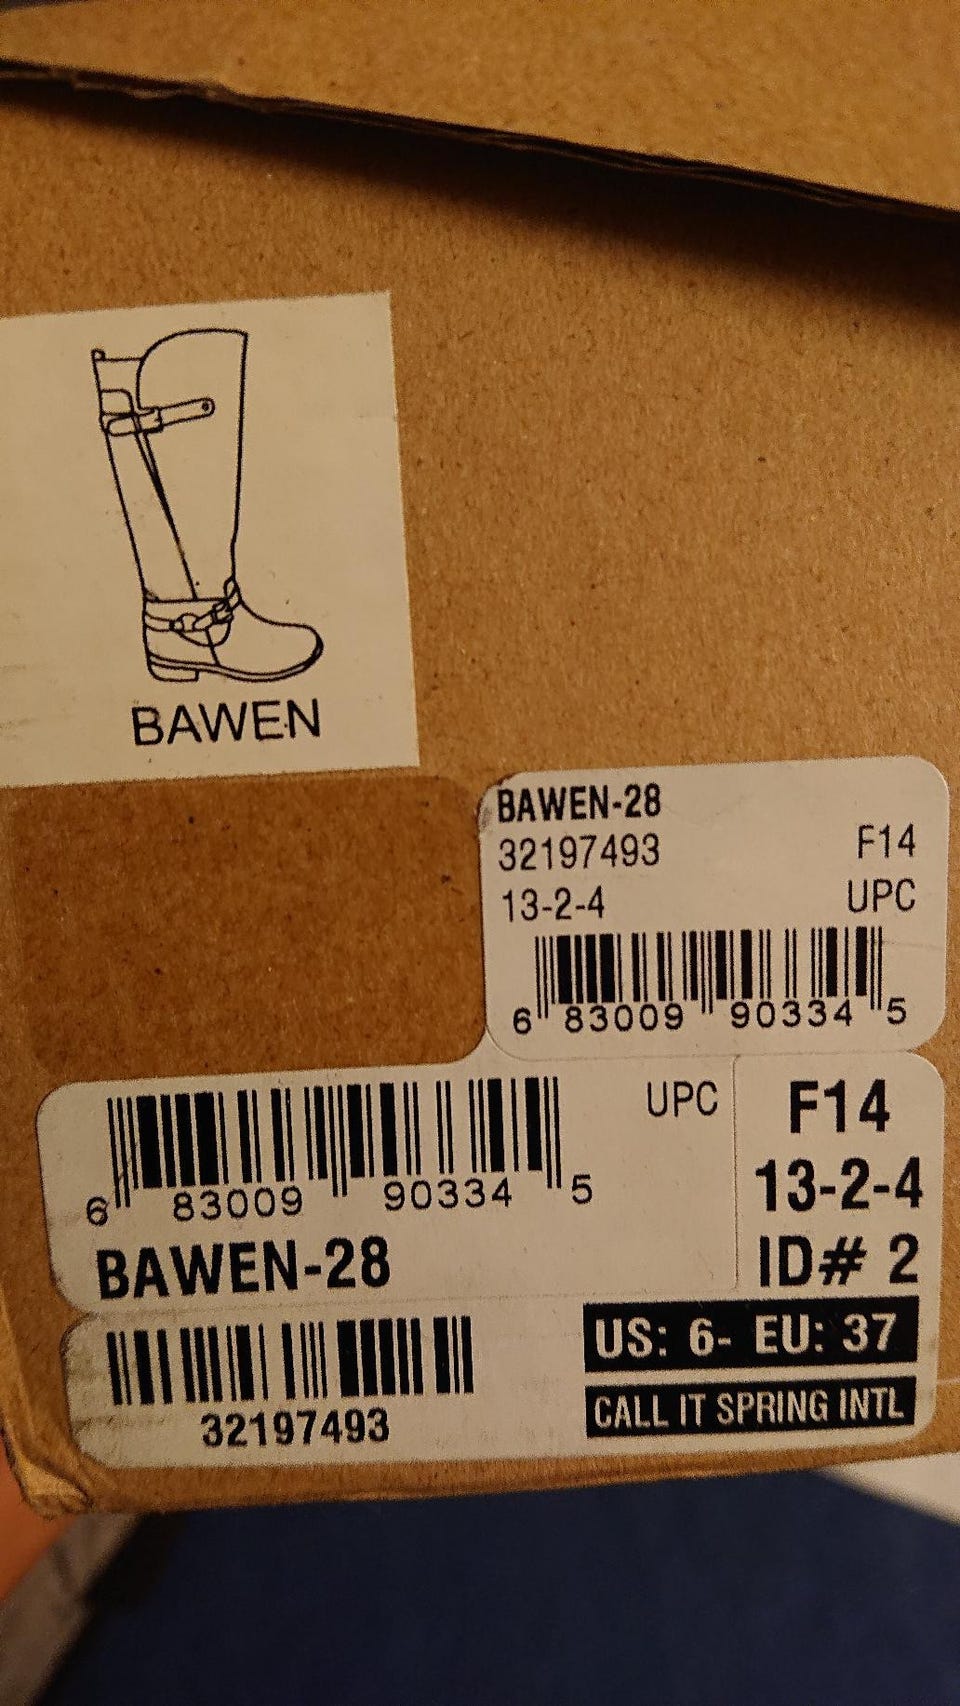 BAWEN
BAWEN-28
32197493 F14
13-2-4 UPC
6 83009 90334 5
UPC F14
6 83009 90334 5 13-2-4
BAWEN-28 ID# 2
US: 6- EU: 37
CALL IT SPRING INTL
32197493